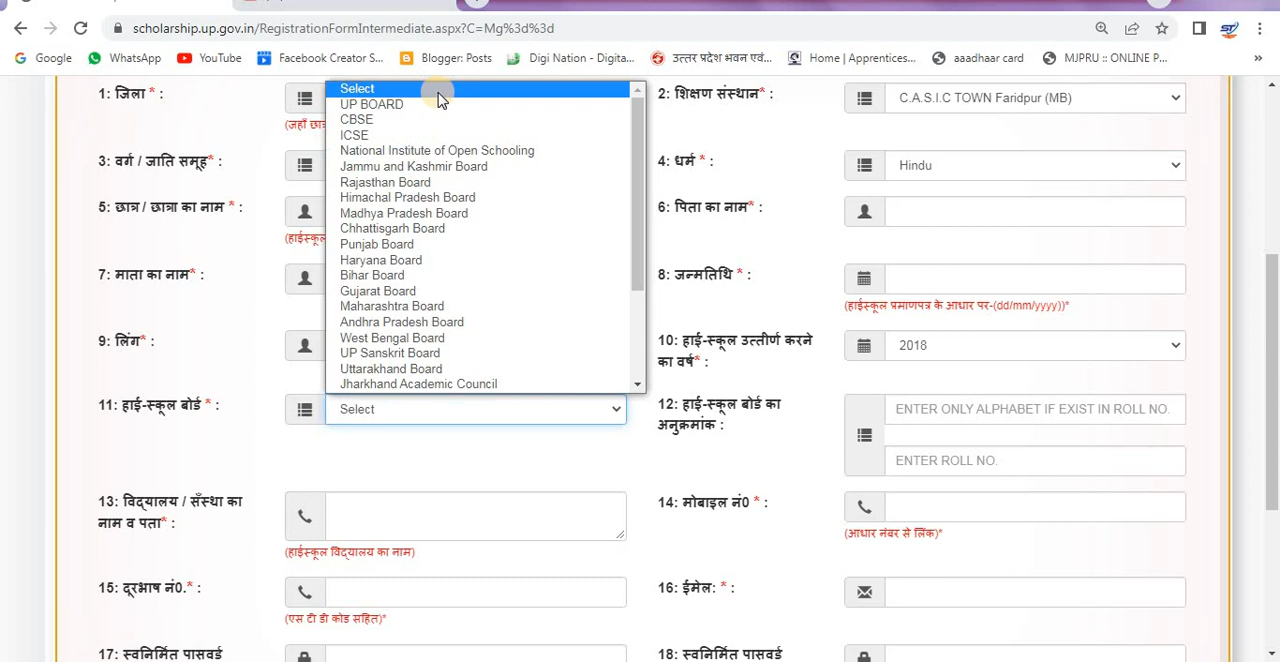 scholarship.up.gov.in/RegistrationFormIntermediate.aspx?C=Mg%3d%3d
Google WhatsApp YouTube Facebook Creator S... Blogger: Posts Digi Nation - Digita... उत्तर प्रदेश भवन एवं... Home | Apprentices... aaadhaar card MJPRU :: ONLINE P... »
1: जिला * :
Select
UP BOARD
CBSE
ICSE
National Institute of Open Schooling
Jammu and Kashmir Board
Rajasthan Board
Himachal Pradesh Board
Madhya Pradesh Board
Chhattisgarh Board
Punjab Board
Haryana Board
Bihar Board
Gujarat Board
Maharashtra Board
Andhra Pradesh Board
West Bengal Board
UP Sanskrit Board
Uttarakhand Board
Jharkhand Academic Council
2: शिक्षण संस्थान* : C.A.S.I.C TOWN Faridpur (MB)
(जहाँ
3: वर्ग / जाति समूह* :
4: धर्म * : Hindu
5: छात्र / छात्रा का नाम * :
(हाईस्कूल
6: पिता का नाम* :
7: माता का नाम* :
8: जन्मतिथि * :
(हाईस्कूल प्रमाणपत्र के आधार पर-(dd/mm/yyyy))*
9: लिंग* :
10: हाई-स्कूल उत्तीर्ण करने
का वर्ष* :
2018
11: हाई-स्कूल बोर्ड * : Select
12: हाई-स्कूल बोर्ड का
अनुक्रमांक :
ENTER ONLY ALPHABET IF EXIST IN ROLL NO.
ENTER ROLL NO.
13: विद्यालय / सँस्था का
नाम व पता* :
(हाईस्कूल विद्यालय का नाम)
14: मोबाइल नं0 * :
(आधार नंबर से लिंक)*
15: दूरभाष नं0.* :
(एस टी डी कोड सहित)*
16: ईमेल: * :
17: स्वनिर्मित पासवर्ड
18: स्वनिर्मित पासवर्ड